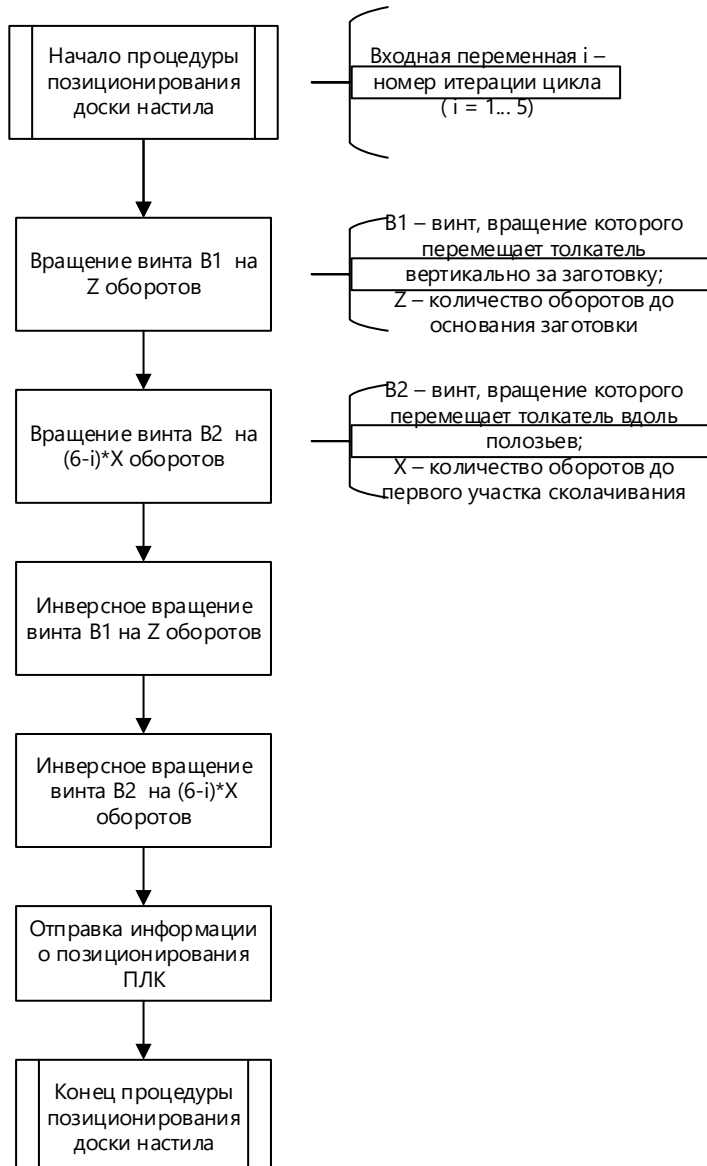 Начало процедуры
позиционирования
доски настила
Входная переменная i –
номер итерации цикла
( i = 1... 5)
Вращение винта В1 на
Z оборотов
В1 – винт, вращение которого
перемещает толкатель
вертикально за заготовку;
Z – количество оборотов до
основания заготовки
Вращение винта В2 на
(6-i)*X оборотов
В2 – винт, вращение которого
перемещает толкатель вдоль
полозьев;
X – количество оборотов до
первого участка сколачивания
Инверсное вращение
винта В1 на Z оборотов
Инверсное вращение
винта В2 на (6-i)*X
оборотов
Отправка информации
о позиционирования
ПЛК
Конец процедуры
позиционирования
доски настила